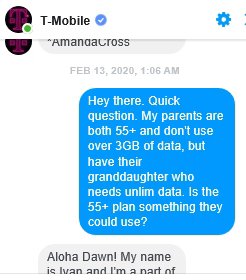 T-Mobile
*AmandaCross
FEB 13, 2020, 1:06 AM
Hey there. Quick
question. My parents are
both 55+ and don't use
over 3GB of data, but
have their
granddaughter who
needs unlim data. Is the
55+ plan something they
could use?
Aloha Dawn! My name
is Ivan and I'm a part of